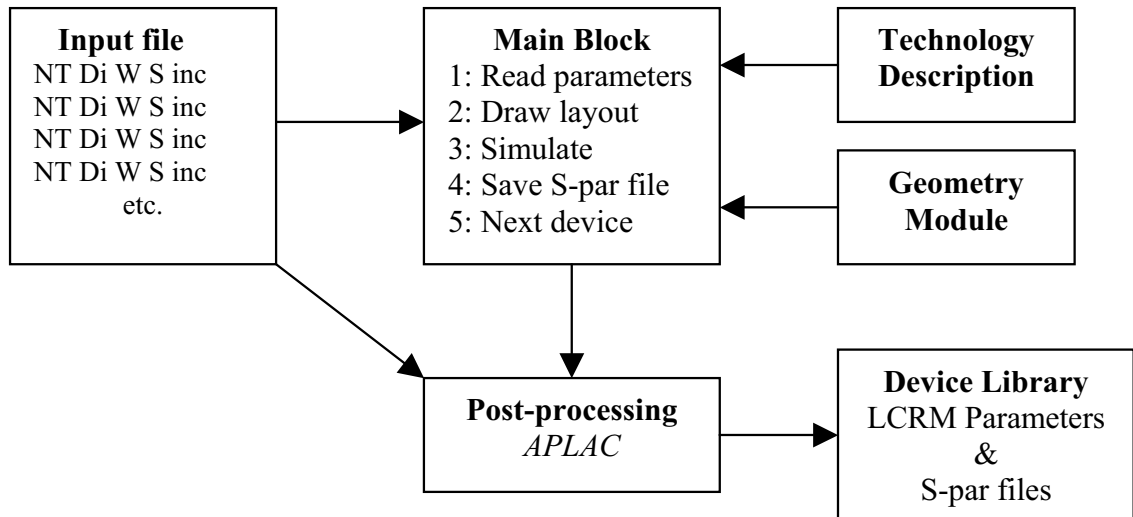 Input file
NT Di W S inc
NT Di W S inc
NT Di W S inc
NT Di W S inc
etc.
Main Block
1: Read parameters
2: Draw layout
3: Simulate
4: Save S-par file
5: Next device
Technology
Description
Geometry
Module
Post-processing
APLAC
Device Library
LCRM Parameters
&
S-par files